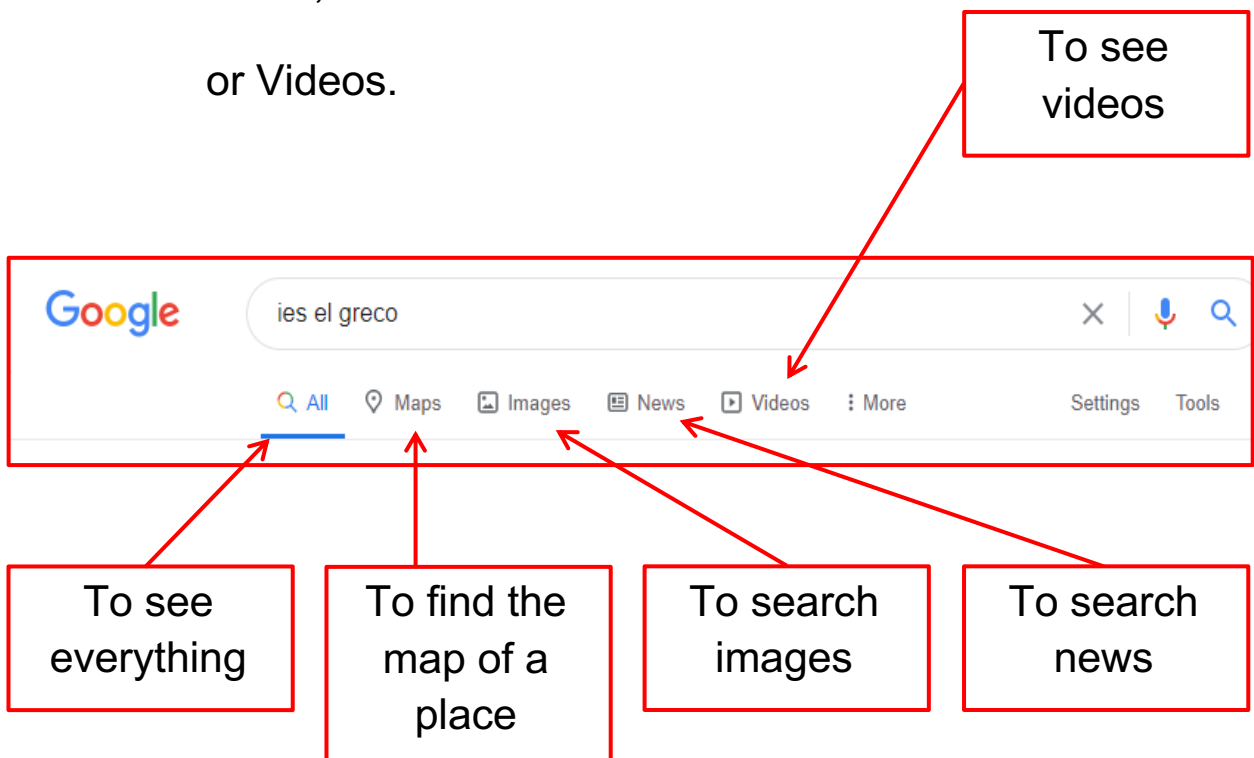 or Videos.
To see
videos
Google
ies el greco
All Maps Images News Videos More Settings Tools
To see
everything
To find the
map of a
place
To search
images
To search
news